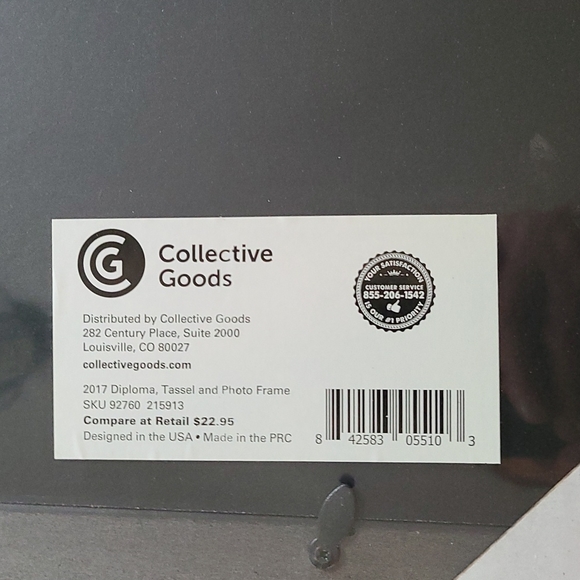 CG
Collective
Goods
YOUR SATISFACTION
CUSTOMER SERVICE
855-206-1542
IS OUR #1 PRIORITY
Distributed by Collective Goods
282 Century Place, Suite 2000
Louisville, CO 80027
collectivegoods.com
2017 Diploma, Tassel and Photo Frame
SKU 92760 215913
Compare at Retail $22.95
Designed in the USA • Made in the PRC
8 42583 05510 3